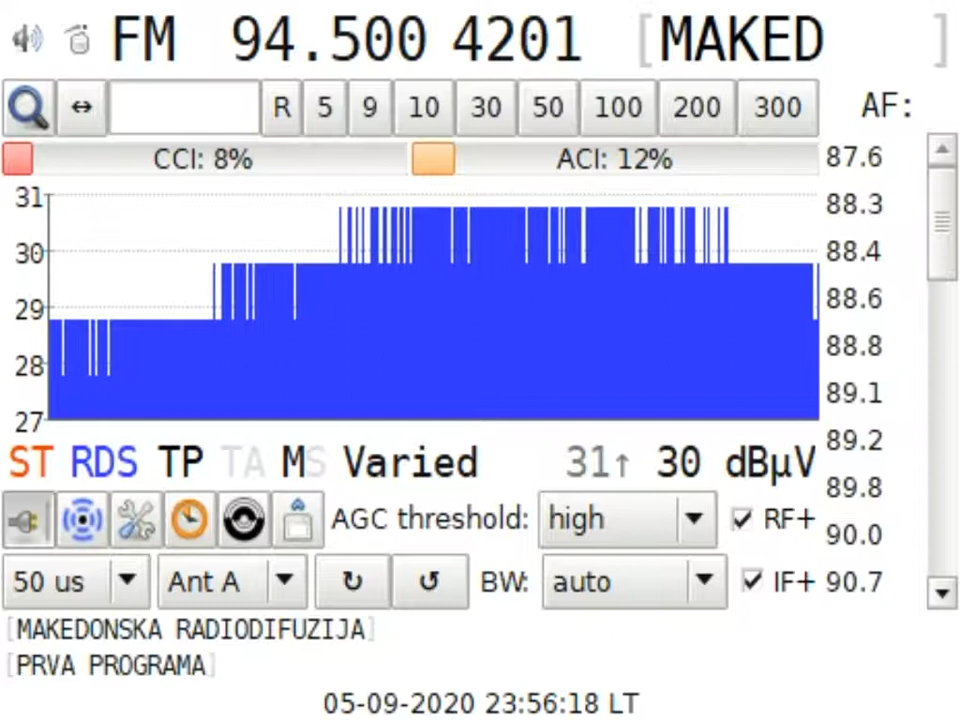 FM 94.500 4201 [MAKED ]
↔ R 5 9 10 30 50 100 200 300 AF:
CCI: 8% ACI: 12% 87.6
31 88.3
30 88.4
29 88.6
28 88.8
27 89.1
89.2
ST RDS TP TA MS Varied 31↑ 30 dBµV
89.8
AGC threshold: high RF+ 90.0
50 us Ant A ↻ ↺ BW: auto IF+ 90.7
[MAKEDONSKA RADIODIFUZIJA]
[PRVA PROGRAMA]
05-09-2020 23:56:18 LT